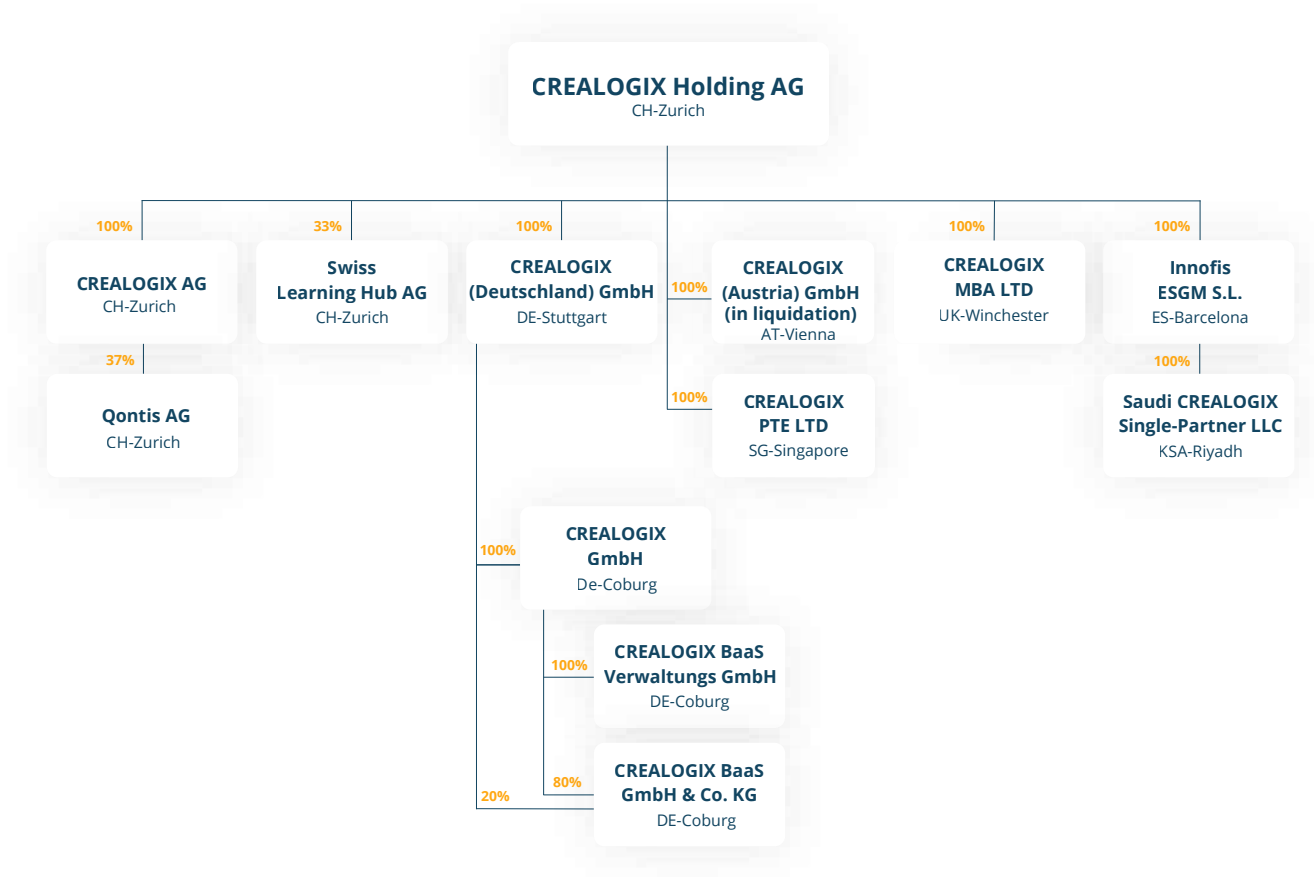 CREALOGIX Holding AG
CH-Zurich
100%
CREALOGIX AG
CH-Zurich
37%
Qontis AG
CH-Zurich
33%
Swiss
Learning Hub AG
CH-Zurich
100%
CREALOGIX
(Deutschland) GmbH
DE-Stuttgart
100%
CREALOGIX
(Austria) GmbH
(in liquidation)
AT-Vienna
100%
CREALOGIX
PTE LTD
SG-Singapore
100%
CREALOGIX
MBA LTD
UK-Winchester
100%
Innofis
ESGM S.L.
ES-Barcelona
100%
Saudi CREALOGIX
Single-Partner LLC
KSA-Riyadh
100%
CREALOGIX
GmbH
De-Coburg
100%
CREALOGIX BaaS
Verwaltungs GmbH
DE-Coburg
80%
20%
CREALOGIX BaaS
GmbH & Co. KG
DE-Coburg